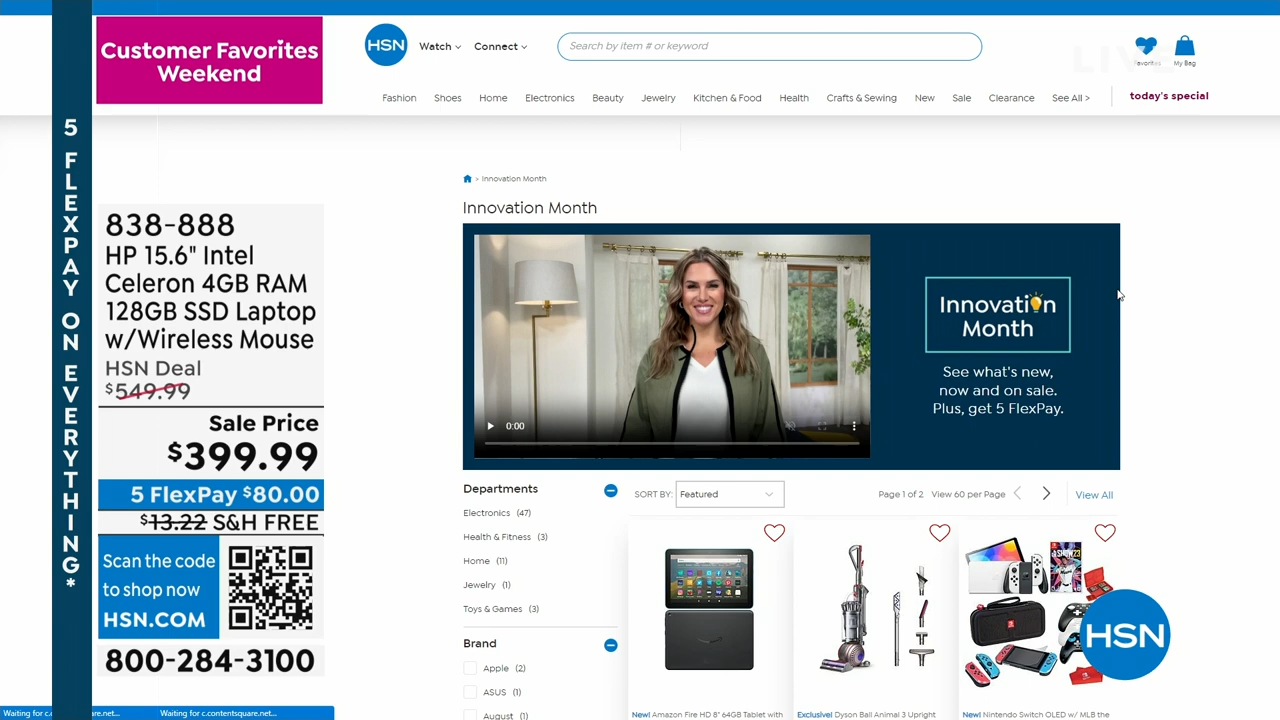 Customer Favorites
Weekend
5 FLEXPAY ON EVERYTHING*
838-888
HP 15.6" Intel
Celeron 4GB RAM
128GB SSD Laptop
w/Wireless Mouse
HSN Deal
$549.99
Sale Price
$399.99
5 FlexPay $80.00
$13.22 S&H FREE
Scan the code
to shop now
HSN.COM
800-284-3100
HSN
Watch
Connect
Search by item # or keyword
LIVE
Favorites
My Bag
Fashion Shoes Home Electronics Beauty Jewelry Kitchen & Food Health Crafts & Sewing New Sale Clearance See All > today's special
> Innovation Month
Innovation Month
0:00
Innovation
Month
See what's new,
now and on sale.
Plus, get 5 FlexPay.
Departments
Electronics (47)
Health & Fitness (3)
Home (11)
Jewelry (1)
Toys & Games (3)
Brand
Apple (2)
ASUS (1)
August (1)
SORT BY: Featured
Page 1 of 2 View 60 per Page
View All
New! Amazon Fire HD 8" 64GB Tablet with
Exclusive! Dyson Ball Animal 3 Upright
New! Nintendo Switch OLED w/ MLB the
HSN
Waiting for c.contentsquare.net...
Waiting for c.contentsquare.net...